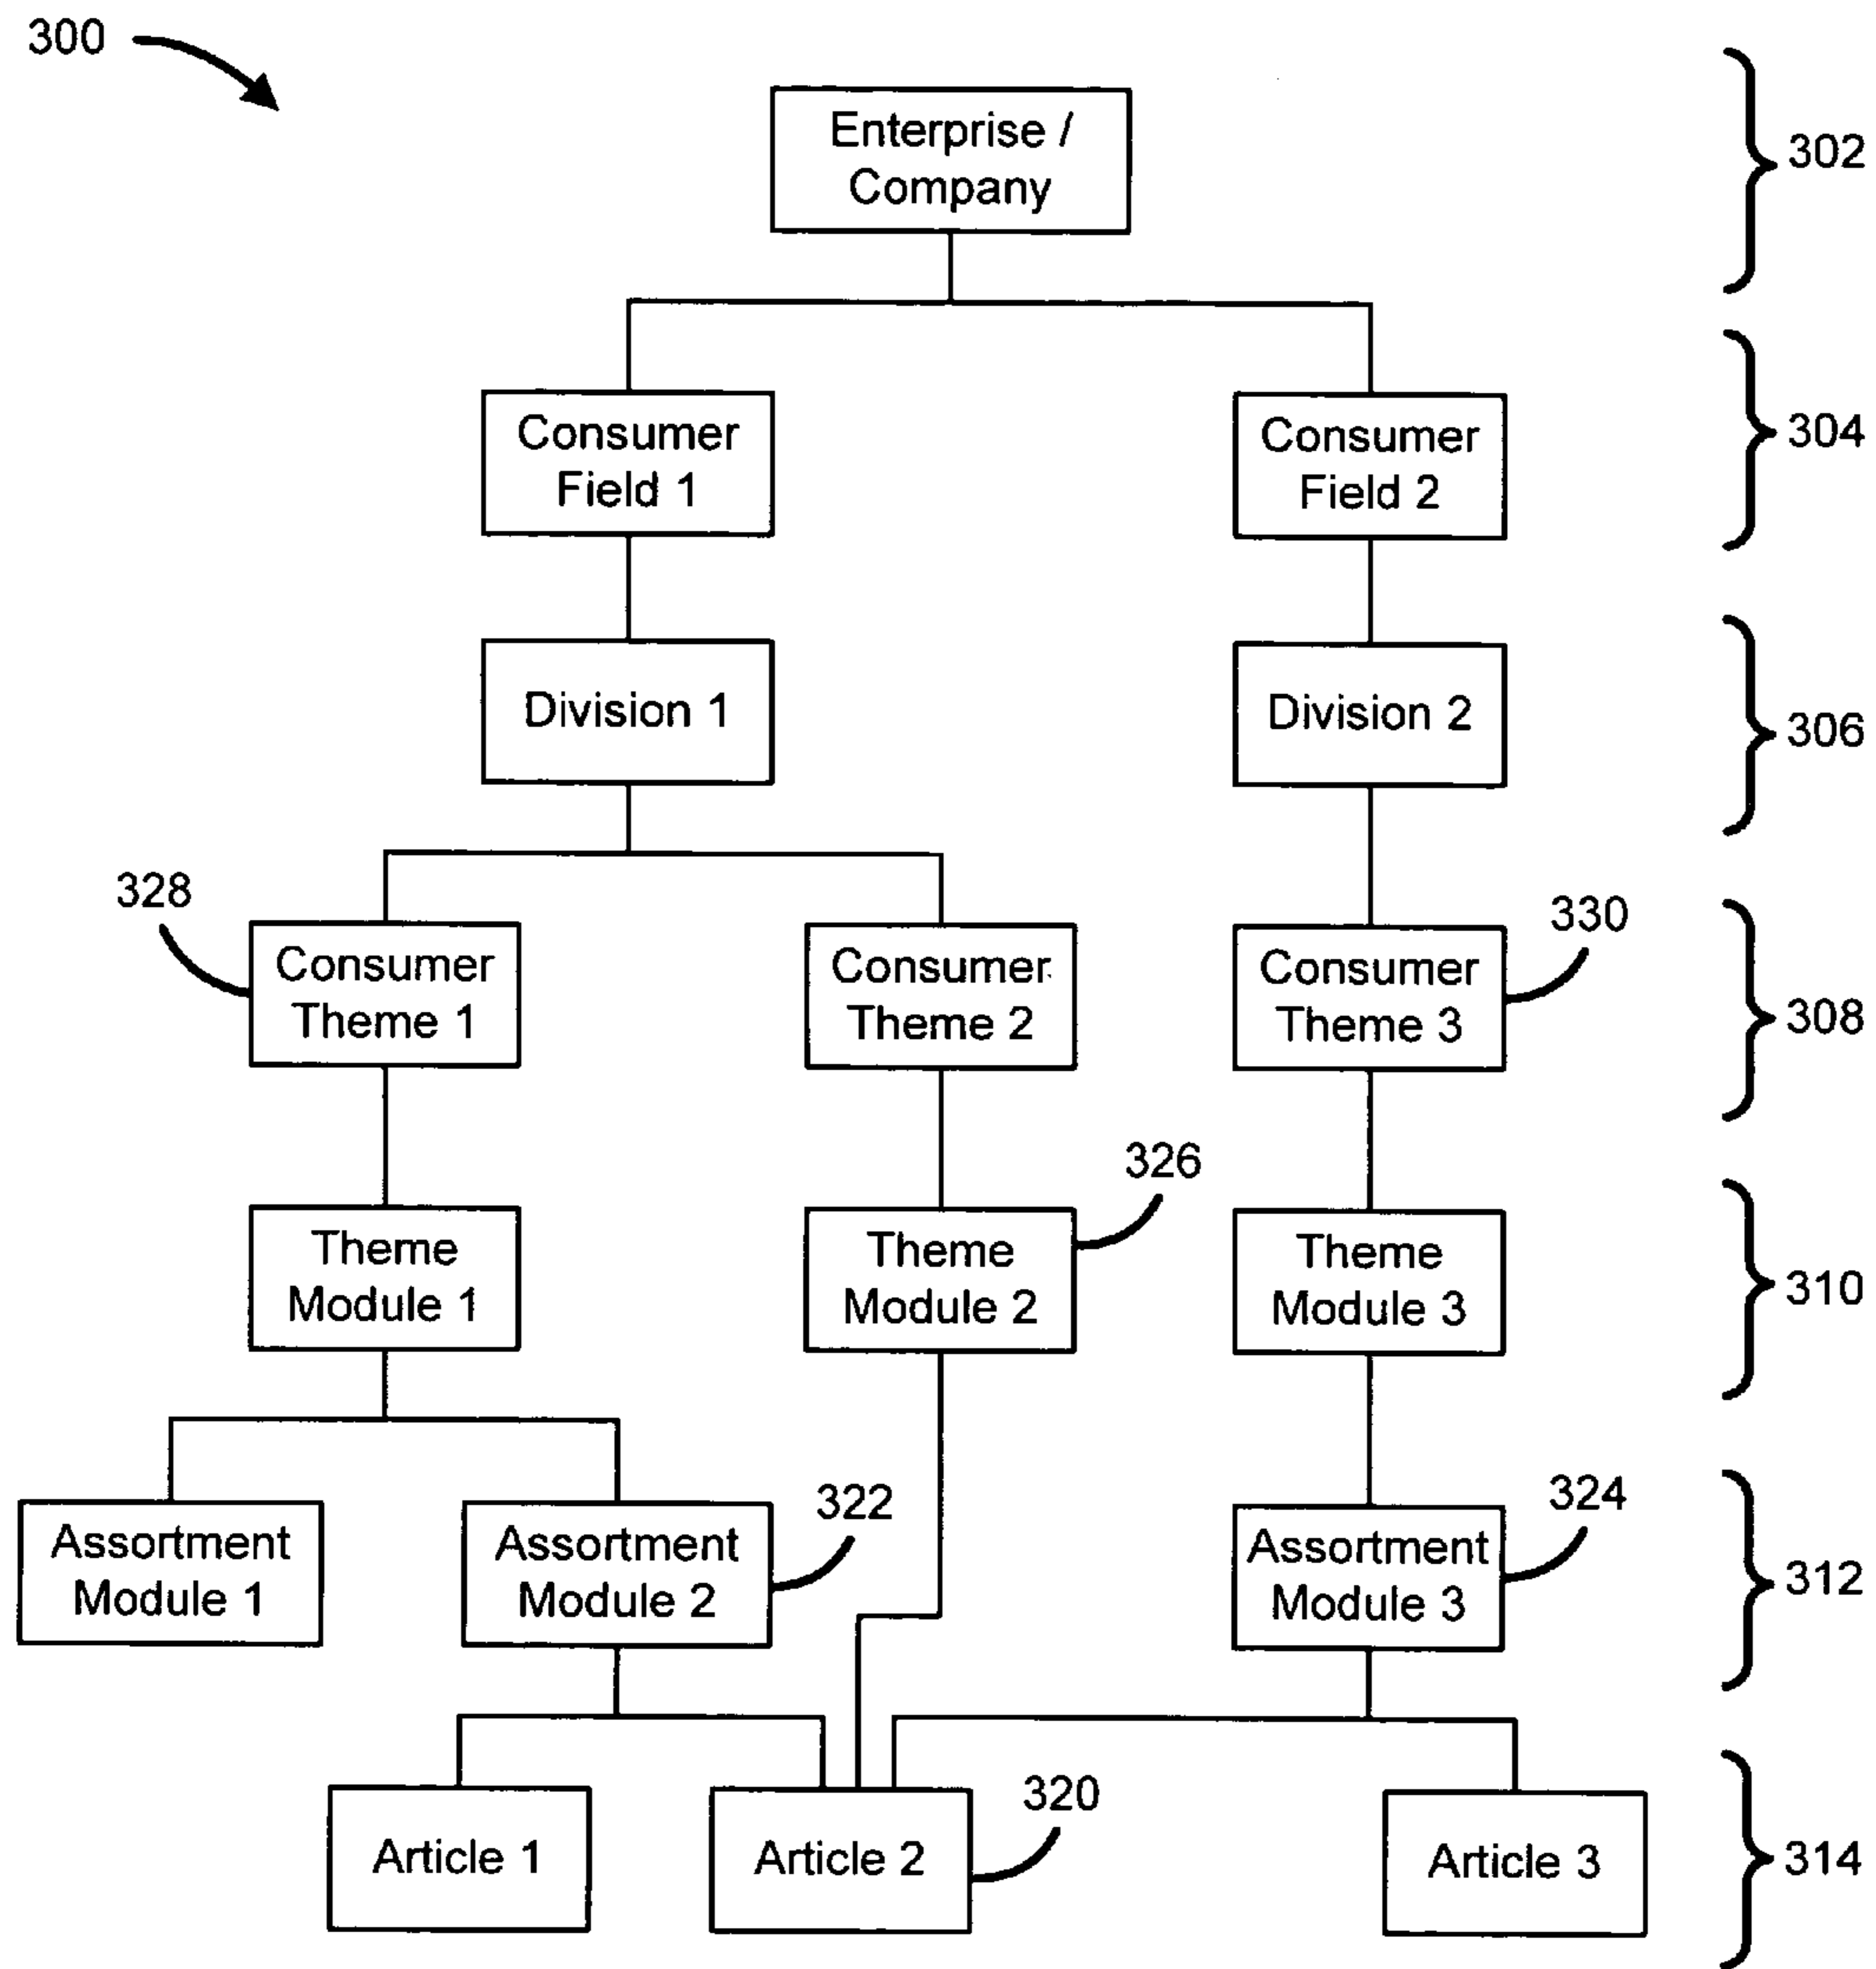 300
Enterprise /
Company
302
Consumer
Field 1
Consumer
Field 2
304
Division 1
Division 2
306
328
Consumer
Theme 1
Consumer
Theme 2
330
Consumer
Theme 3
308
326
Theme
Module 1
Theme
Module 2
Theme
Module 3
310
Assortment
Module 1
322
Assortment
Module 2
324
Assortment
Module 3
312
Article 1
320
Article 2
Article 3
314